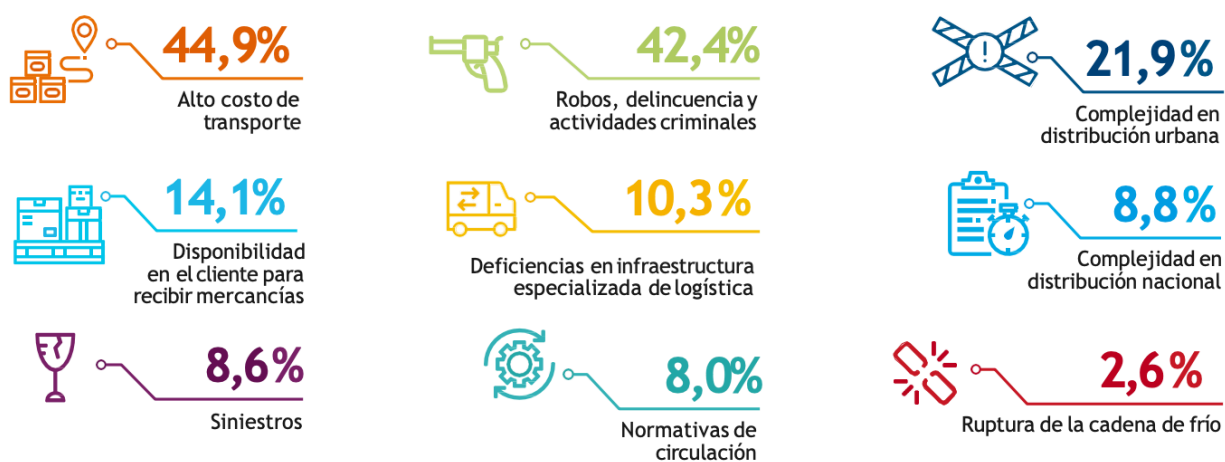 44,9%
Alto costo de
transporte
42,4%
Robos, delincuencia y
actividades criminales
21,9%
Complejidad en
distribución urbana
14,1%
Disponibilidad
en el cliente para
recibir mercancías
10,3%
Deficiencias en infraestructura
especializada de logística
8,8%
Complejidad en
distribución nacional
8,6%
Siniestros
8,0%
Normativas de
circulación
2,6%
Ruptura de la cadena de frío